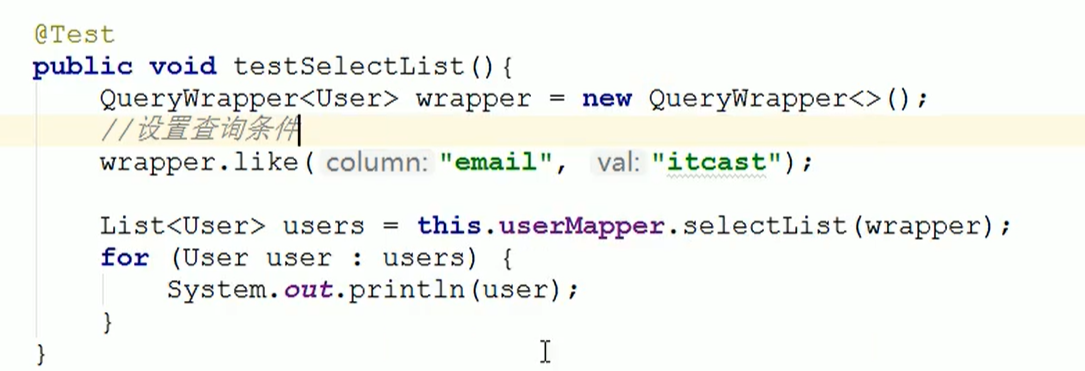 @Test
public void testSelectList(){
QueryWrapper<User> wrapper = new QueryWrapper<>();
//设置查询条件
wrapper.like( column: "email", val: "itcast");
List<User> users = this.userMapper.selectList(wrapper);
for (User user : users) {
System.out.println(user);
}
}